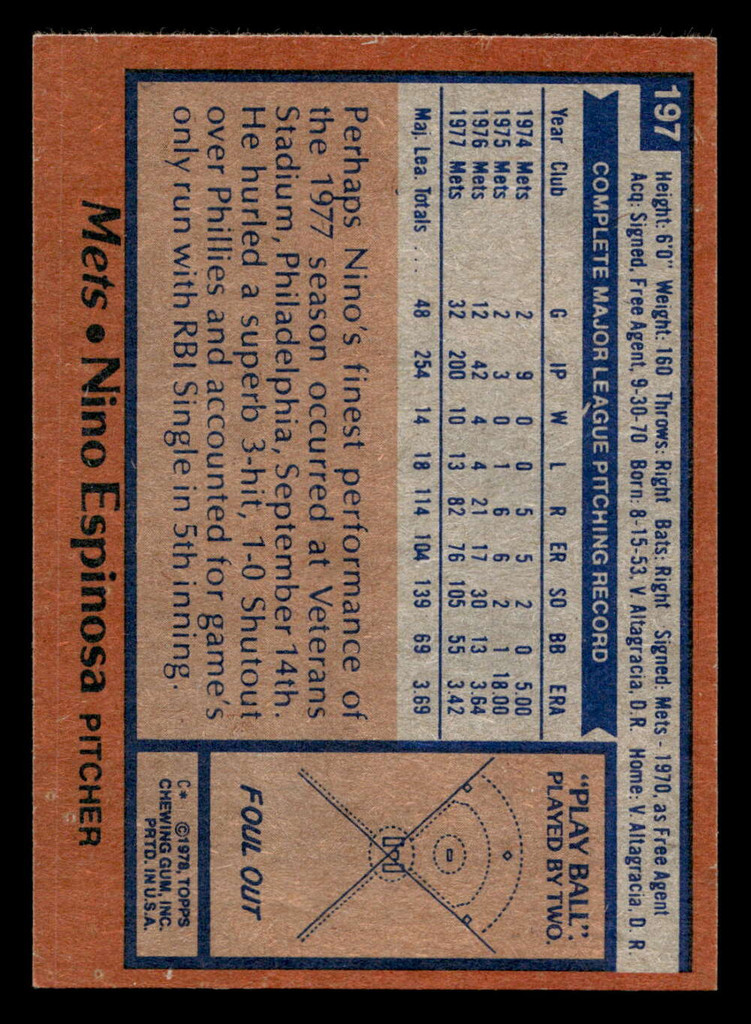 197
Height: 6'0" Weight: 160 Throws: Right Bats: Right Signed: Mets - 1970, as Free Agent
Acq: Signed, Free Agent, 9-30-70 Born: 8-15-53, V. Altagracia, D.R. Home: V. Altagracia, D. R.
COMPLETE MAJOR LEAGUE PITCHING RECORD
Year Club G IP W L R ER SO BB ERA
1974 Mets 2 9 0 0 5 5 2 0 5.00
1975 Mets 2 3 0 1 6 6 2 1 18.00
1976 Mets 12 42 4 4 21 17 30 13 3.64
1977 Mets 32 200 10 13 82 76 105 55 3.42
Maj. Lea. Totals . . . 48 254 14 18 114 104 139 69 3.69
Perhaps Nino's finest performance of
the 1977 season occurred at Veterans
Stadium, Philadelphia, September 14th.
He hurled a superb 3-hit, 1-0 Shutout
over Phillies and accounted for game's
only run with RBI Single in 5th inning.
"PLAY BALL":
PLAYED BY TWO.
FOUL OUT
C* ©1978, TOPPS
CHEWING GUM, INC.
PRTD. IN U.S.A.
Mets • Nino Espinosa PITCHER